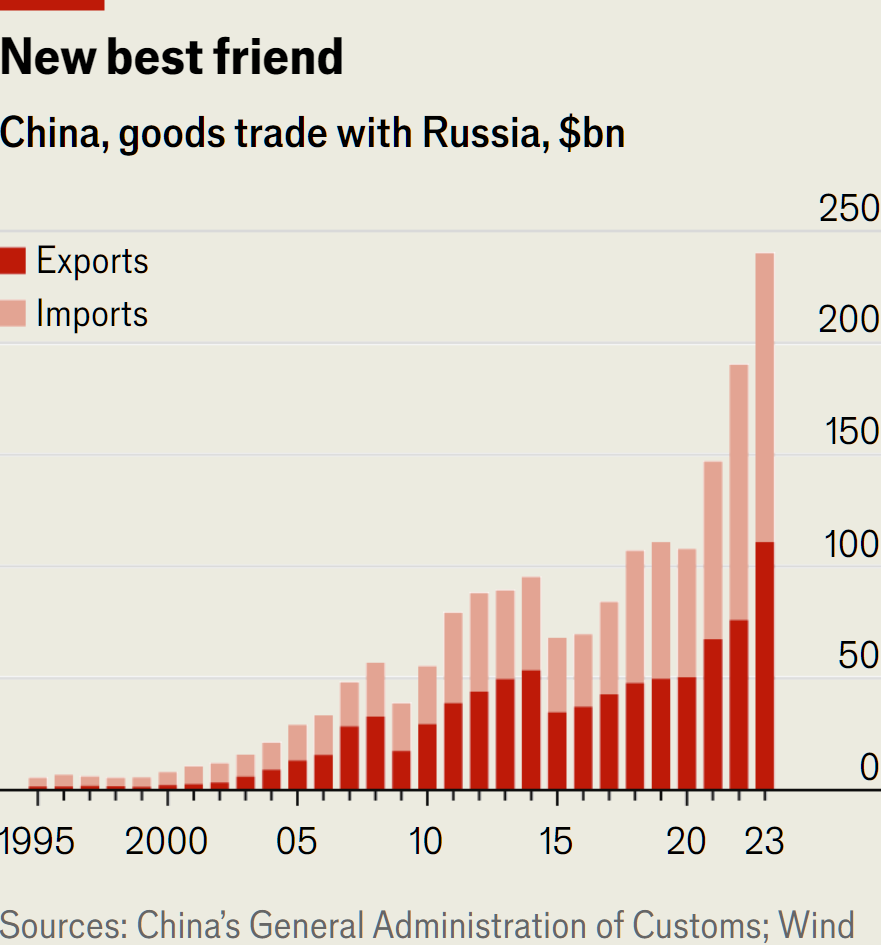 New best friend
China, goods trade with Russia, $bn
250
Exports
Imports
200
150
100
50
0
1995 2000 05 10 15 20 23
Sources: China’s General Administration of Customs; Wind